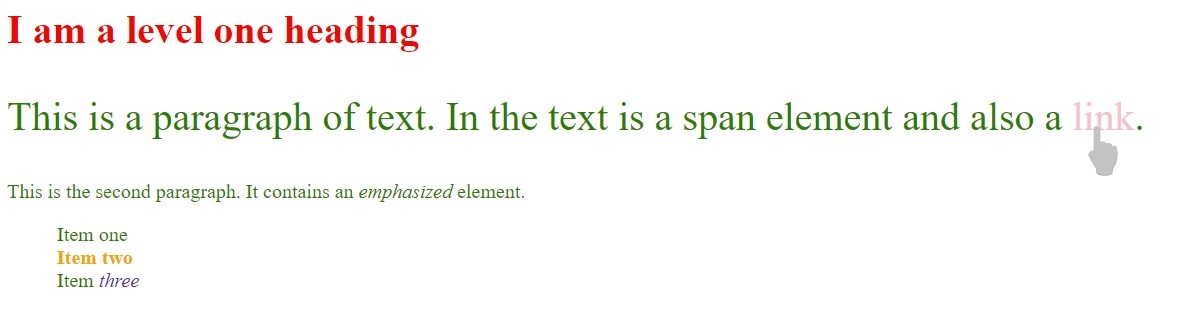 I am a level one heading
This is a paragraph of text. In the text is a span element and also a link.
This is the second paragraph. It contains an emphasized element.
Item one
Item two
Item three